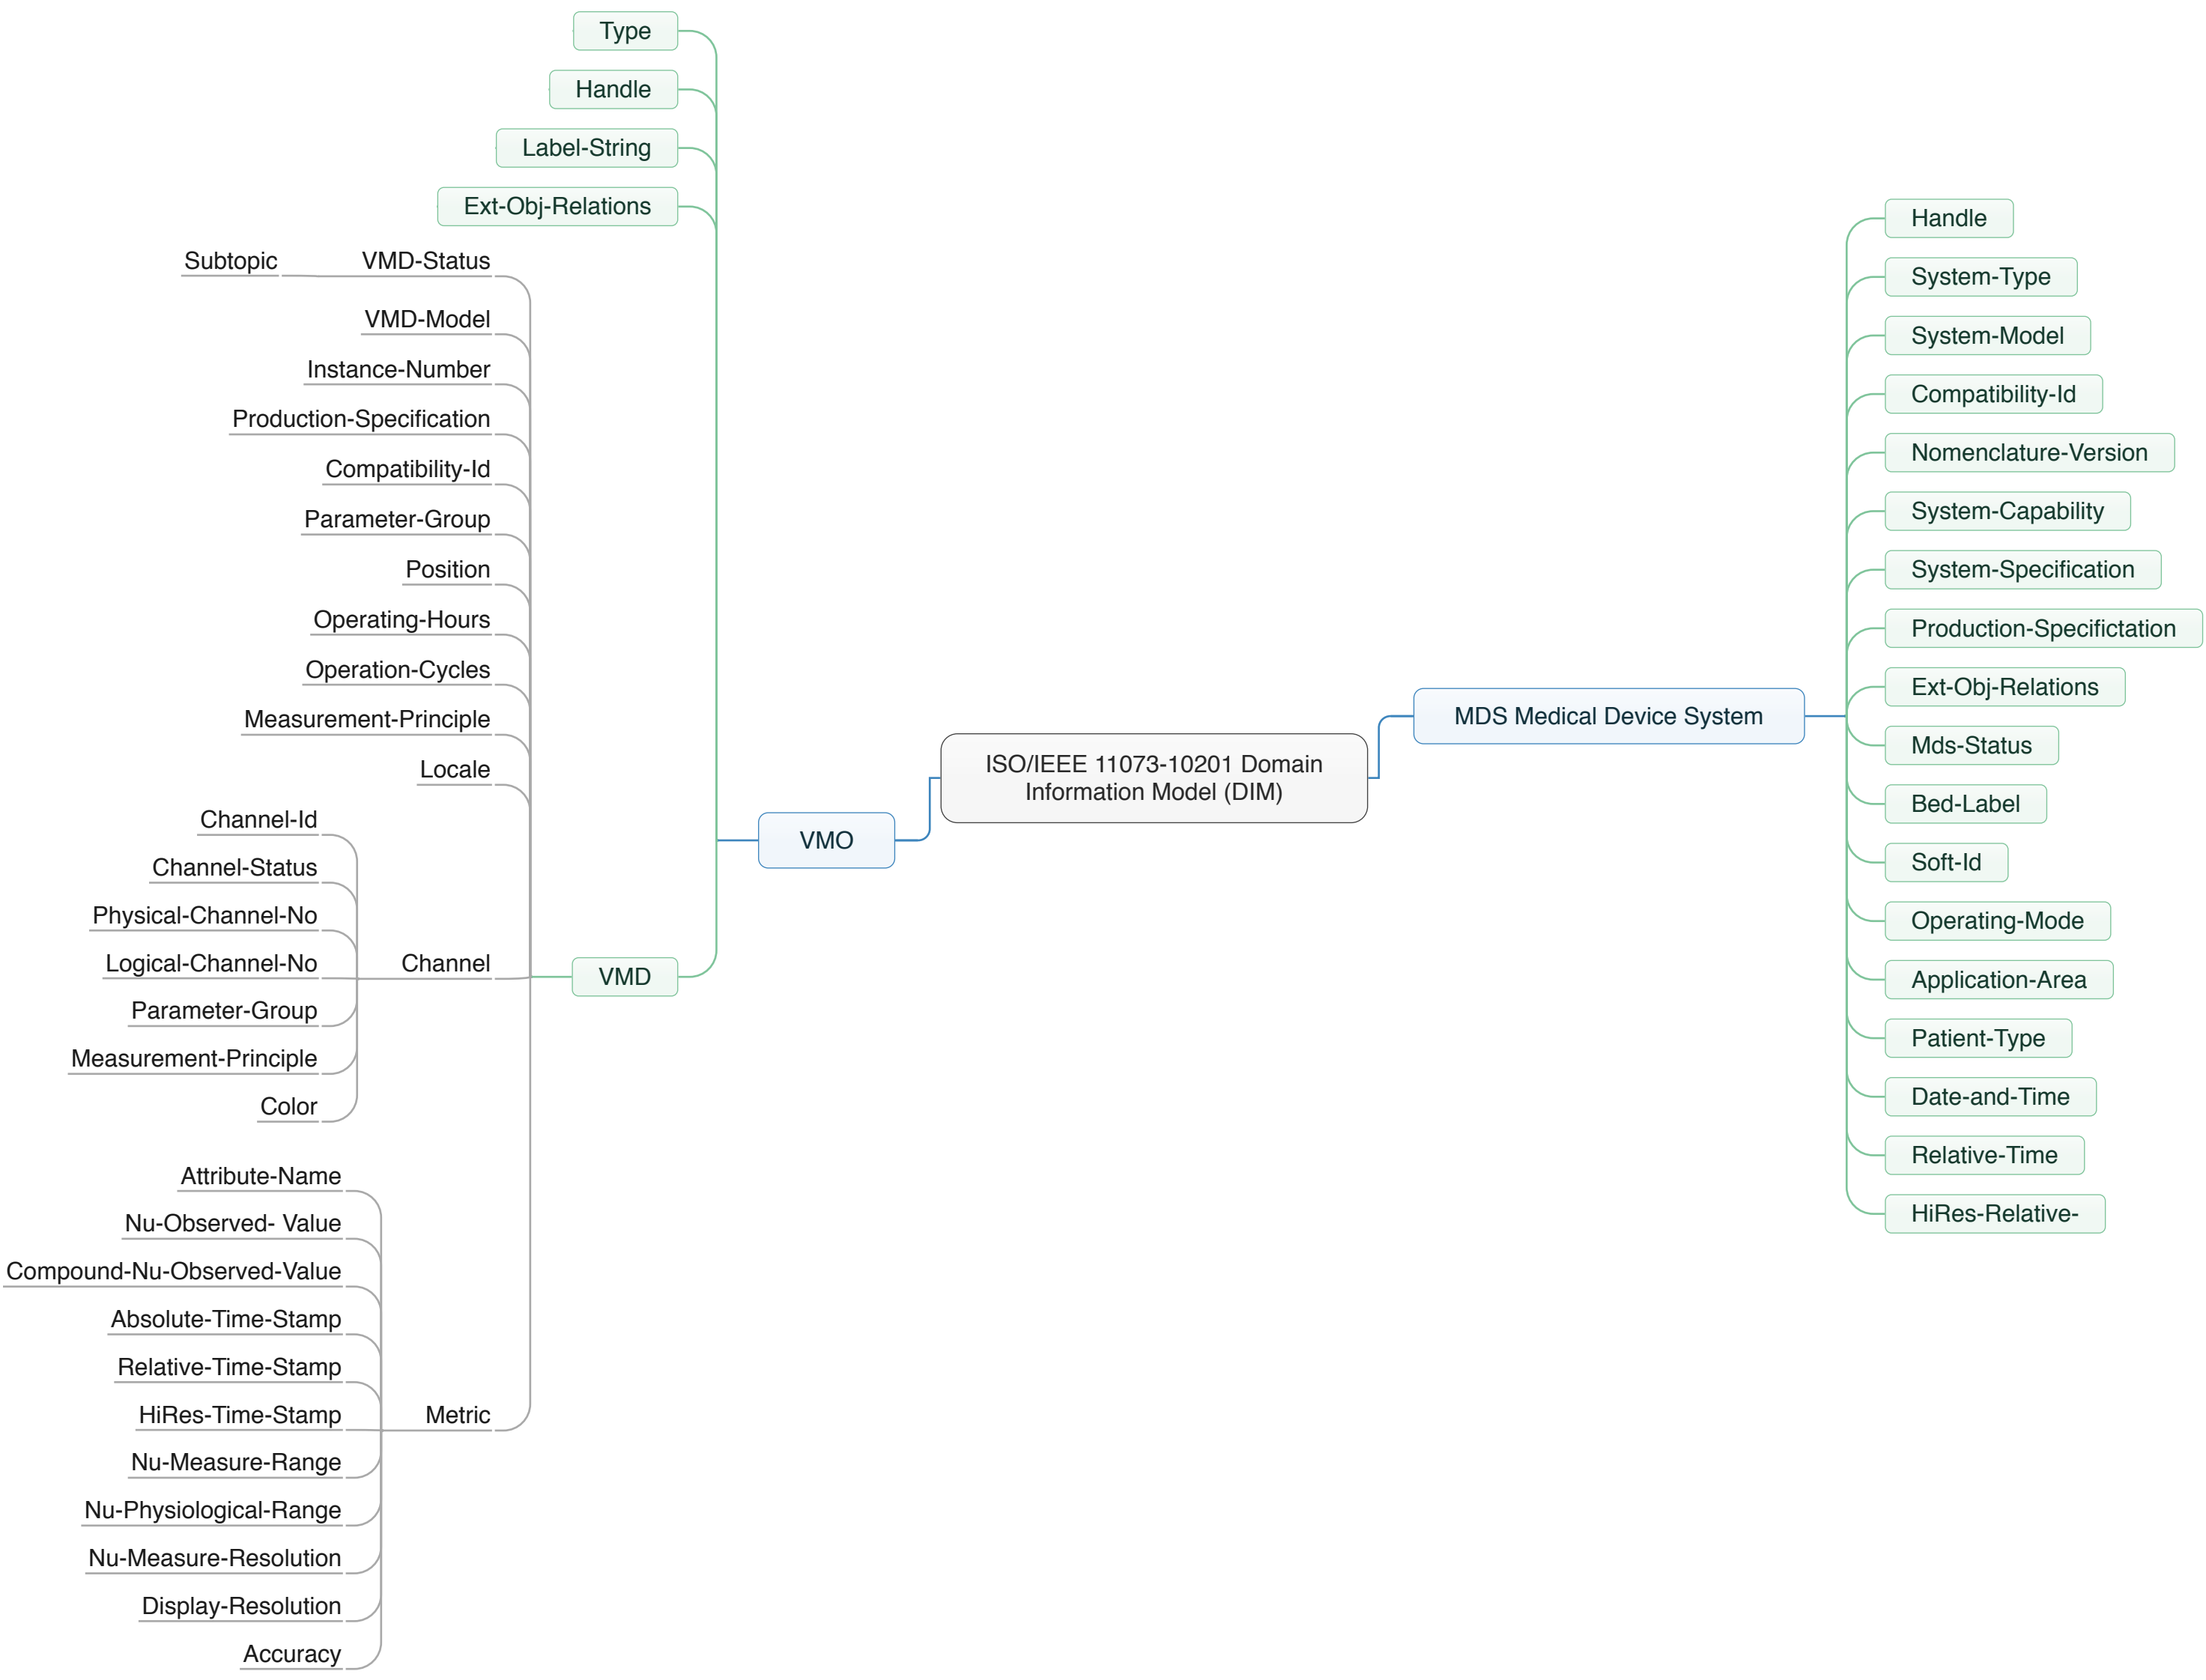 Type
Handle
Label-String
Ext-Obj-Relations
Subtopic
VMD-Status
VMD-Model
Instance-Number
Production-Specification
Compatibility-Id
Parameter-Group
Position
Operating-Hours
Operation-Cycles
Measurement-Principle
Locale
Channel-Id
Channel-Status
Physical-Channel-No
Logical-Channel-No
Parameter-Group
Measurement-Principle
Color
Channel
Attribute-Name
Nu-Observed- Value
Compound-Nu-Observed-Value
Absolute-Time-Stamp
Relative-Time-Stamp
HiRes-Time-Stamp
Nu-Measure-Range
Nu-Physiological-Range
Nu-Measure-Resolution
Display-Resolution
Accuracy
Metric
VMD
VMO
ISO/IEEE 11073-10201 Domain
Information Model (DIM)
MDS Medical Device System
Handle
System-Type
System-Model
Compatibility-Id
Nomenclature-Version
System-Capability
System-Specification
Production-Specifictation
Ext-Obj-Relations
Mds-Status
Bed-Label
Soft-Id
Operating-Mode
Application-Area
Patient-Type
Date-and-Time
Relative-Time
HiRes-Relative-